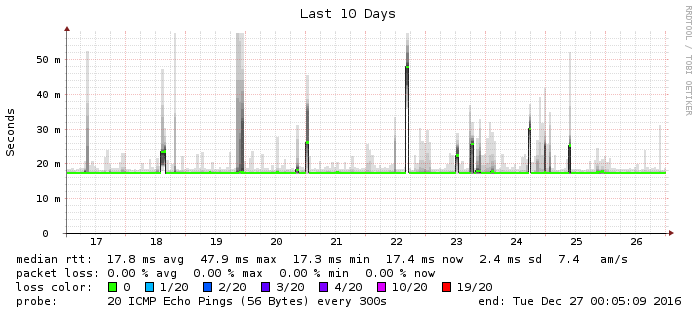 Last 10 Days
RRDTOOL / TOBI OETIKER
Seconds
50 m
40 m
30 m
20 m
10 m
0
17 18 19 20 21 22 23 24 25 26
median rtt: 17.8 ms avg 47.9 ms max 17.3 ms min 17.4 ms now 2.4 ms sd 7.4 am/s
packet loss: 0.00 % avg 0.00 % max 0.00 % min 0.00 % now
loss color: 0 1/20 2/20 3/20 4/20 10/20 19/20
probe: 20 ICMP Echo Pings (56 Bytes) every 300s end: Tue Dec 27 00:05:09 2016